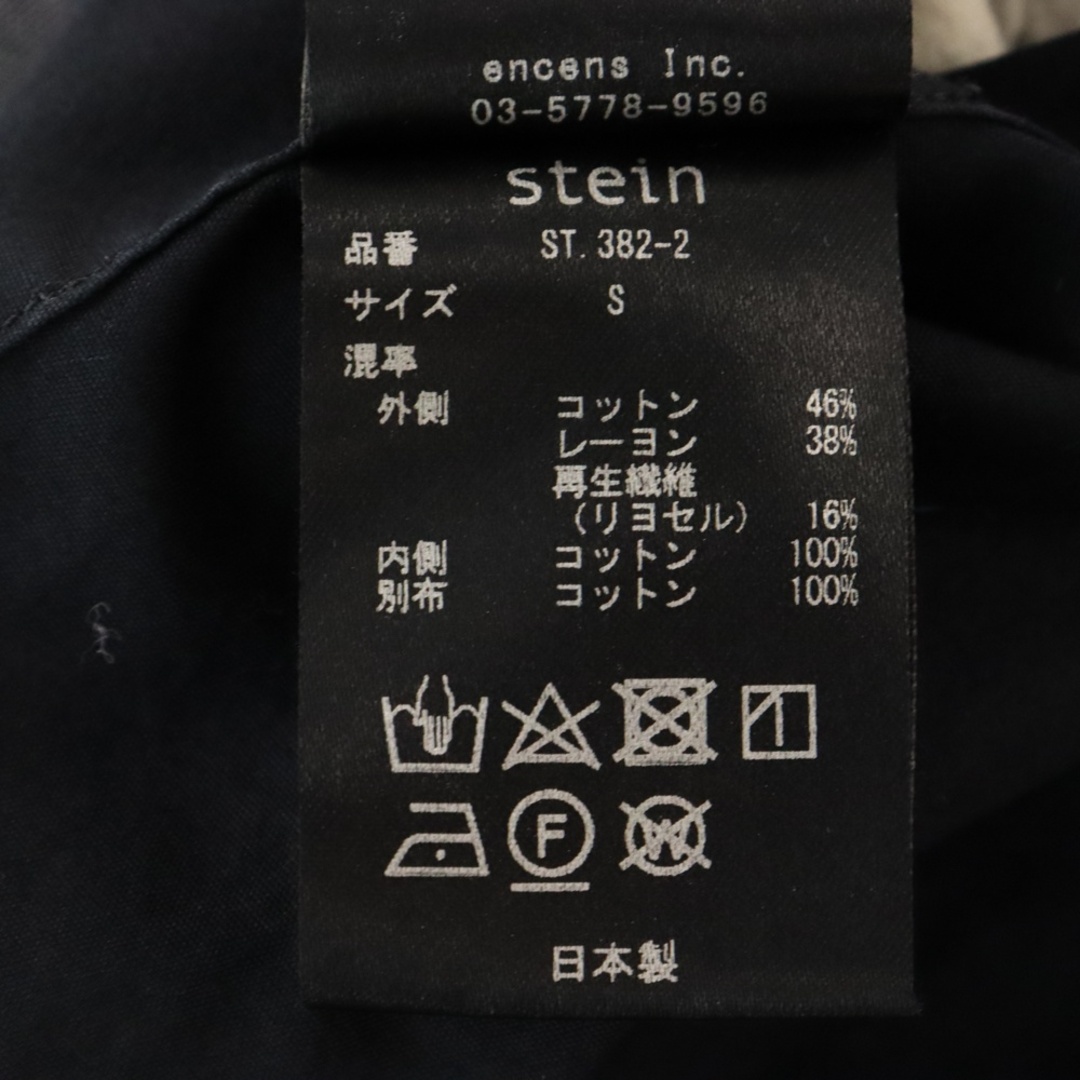 encens Inc.
03-5778-9596
stein
品番 ST.382-2
サイズ S
混率
外側 コットン 46%
レーヨン 38%
再生繊維
(リヨセル) 16%
内側 コットン 100%
別布 コットン 100%
F
W
日本製